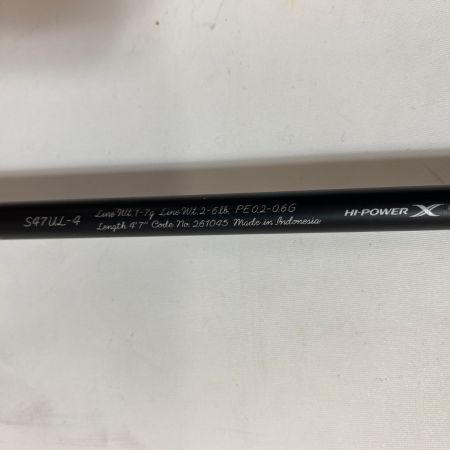 S47UL-4
Lure Wt. 1-7g Line Wt. 2-6lb. PE0.2-0.6G
Length 4'7" Code No. 261045 Made in Indonesia
HI-POWER X